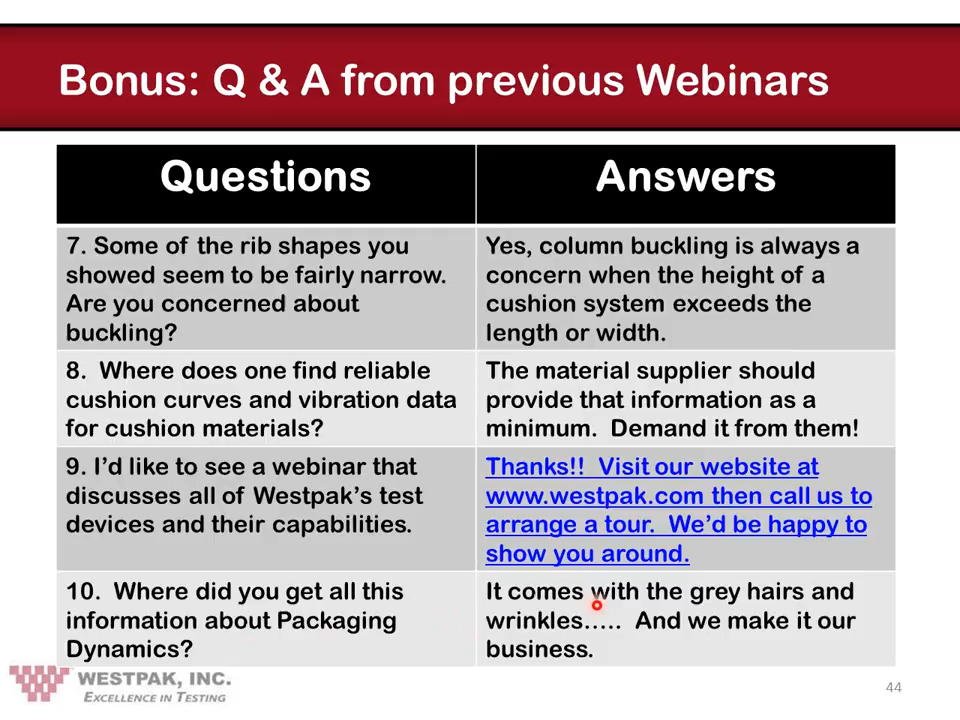 Bonus: Q & A from previous Webinars
Questions
Answers
7. Some of the rib shapes you
showed seem to be fairly narrow.
Are you concerned about
buckling?
Yes, column buckling is always a
concern when the height of a
cushion system exceeds the
length or width.
8.  Where does one find reliable
cushion curves and vibration data
for cushion materials?
The material supplier should
provide that information as a
minimum.  Demand it from them!
9. I’d like to see a webinar that
discusses all of Westpak’s test
devices and their capabilities.
Thanks!!  Visit our website at
www.westpak.com then call us to
arrange a tour.  We’d be happy to
show you around.
10.  Where did you get all this
information about Packaging
Dynamics?
It comes with the grey hairs and
wrinkles…..  And we make it our
business.
WESTPAK, INC.
EXCELLENCE IN TESTING
44